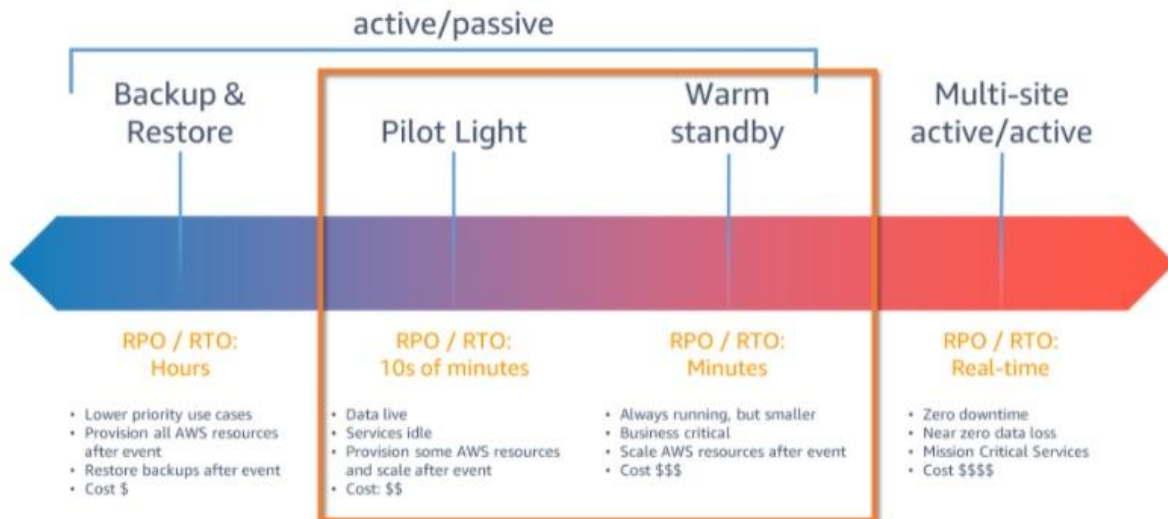 active/passive
Backup &
Restore
Pilot Light
Warm
standby
Multi-site
active/active
RPO / RTO:
Hours
RPO / RTO:
10s of minutes
RPO / RTO:
Minutes
RPO / RTO:
Real-time
• Lower priority use cases
• Provision all AWS resources
after event
• Restore backups after event
• Cost $
• Data live
• Services idle
• Provision some AWS resources
and scale after event
• Cost: $$
• Always running, but smaller
• Business critical
• Scale AWS resources after event
• Cost $$$
• Zero downtime
• Near zero data loss
• Mission Critical Services
• Cost $$$$